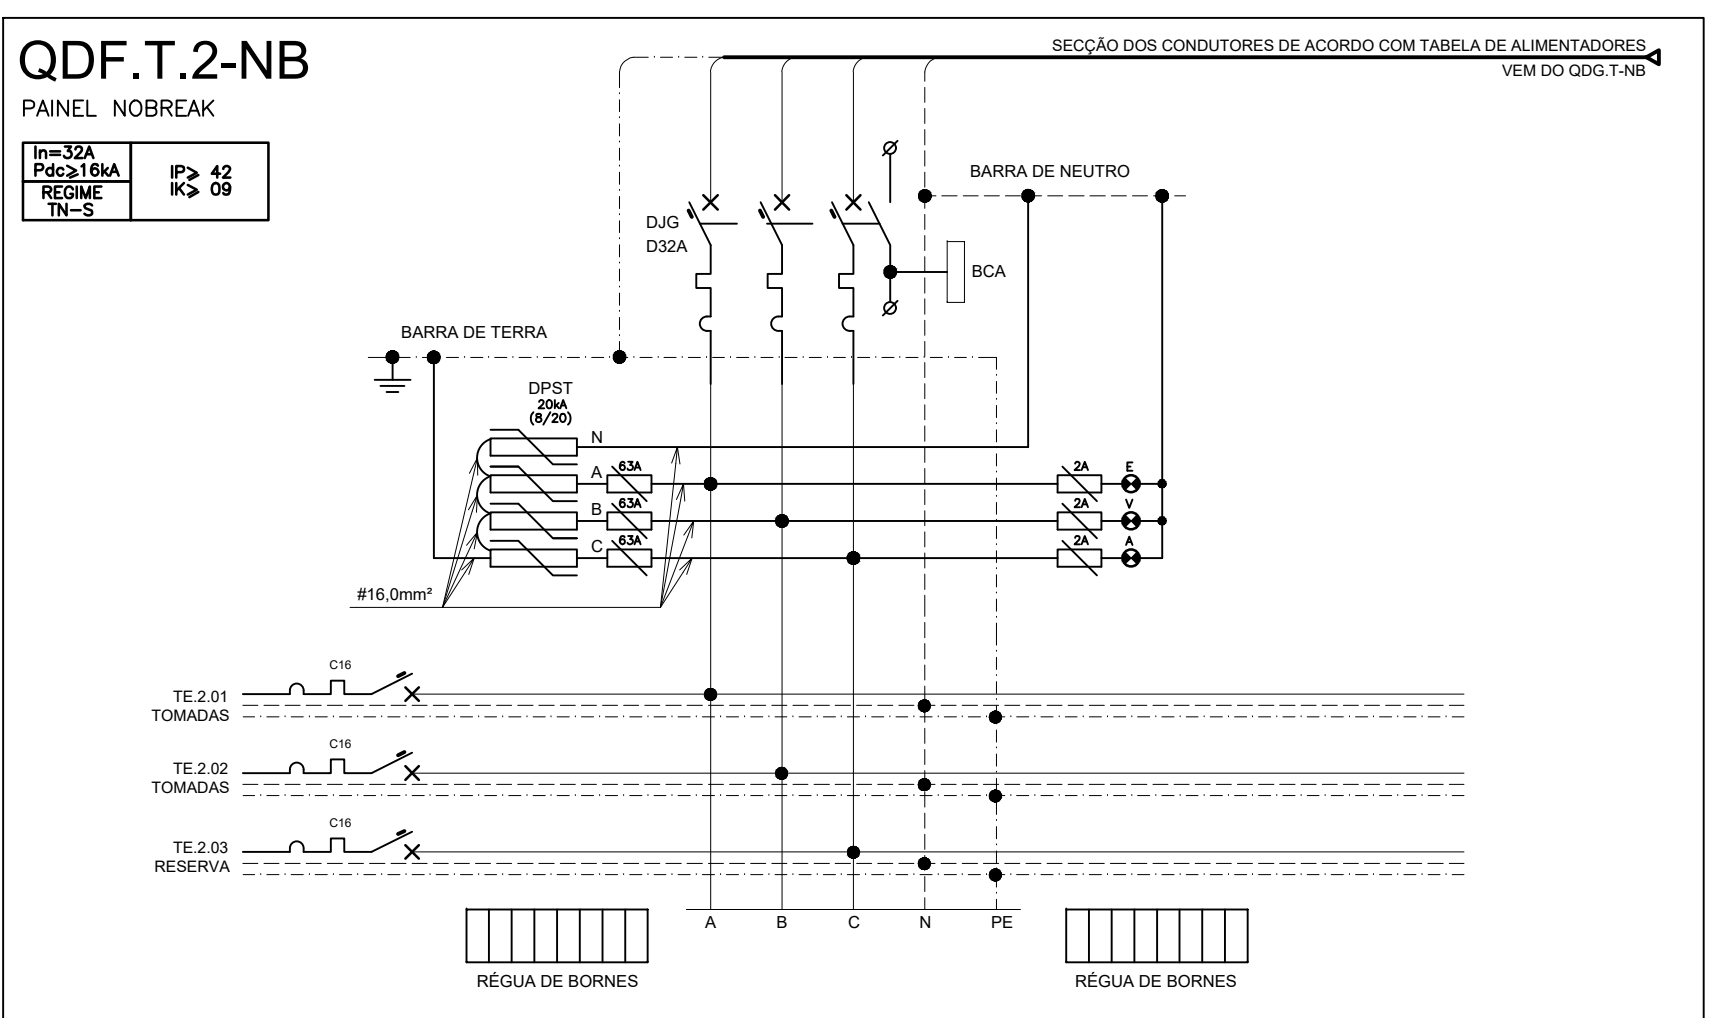 QDF.T.2-NB
PAINEL NOBREAK
In=32A
Pdc≥16kA
REGIME
TN-S
IP≥ 42
IK≥ 09
SECÇÃO DOS CONDUTORES DE ACORDO COM TABELA DE ALIMENTADORES
VEM DO QDG.T-NB
BARRA DE NEUTRO
DJG
D32A
BCA
BARRA DE TERRA
DPST
20kA
(8/20)
N
A 63A 2A E
B 63A 2A V
C 63A 2A A
#16,0mm²
C16
TE.2.01
TOMADAS
C16
TE.2.02
TOMADAS
C16
TE.2.03
RESERVA
A B C N PE
RÉGUA DE BORNES
RÉGUA DE BORNES